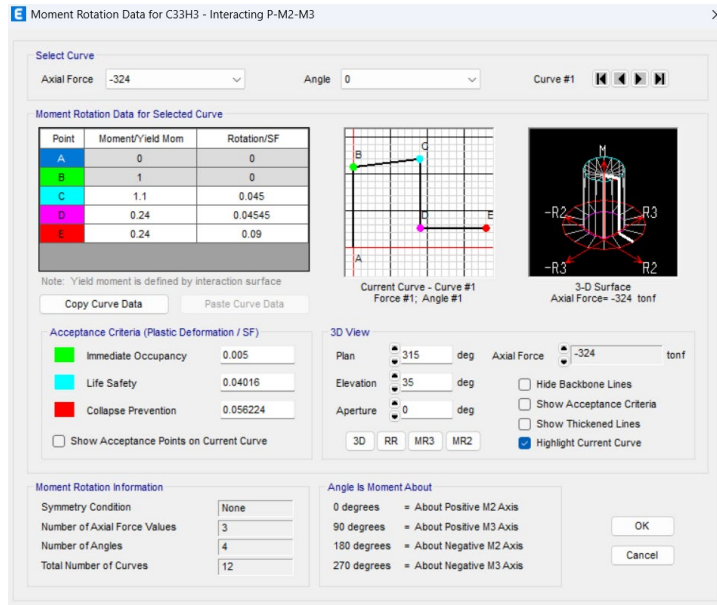 E Moment Rotation Data for C33H3 - Interacting P-M2-M3
Select Curve
Axial Force -324 Angle 0 Curve #1
Moment Rotation Data for Selected Curve
Point Moment/Yield Mom Rotation/SF
A 0 0
B 1 0
C 1.1 0.045
D 0.24 0.04545
E 0.24 0.09
Note: Yield moment is defined by interaction surface
Copy Curve Data Paste Curve Data
A
B
C
D
E
Current Curve - Curve #1
Force #1; Angle #1
M
-R2
R3
-R3
R2
3-D Surface
Axial Force= -324 tonf
Acceptance Criteria (Plastic Deformation / SF)
Immediate Occupancy 0.005
Life Safety 0.04016
Collapse Prevention 0.056224
Show Acceptance Points on Current Curve
3D View
Plan 315 deg
Elevation 35 deg
Aperture 0 deg
3D RR MR3 MR2
Axial Force -324 tonf
Hide Backbone Lines
Show Acceptance Criteria
Show Thickened Lines
Highlight Current Curve
Moment Rotation Information
Symmetry Condition None
Number of Axial Force Values 3
Number of Angles 4
Total Number of Curves 12
Angle Is Moment About
0 degrees = About Positive M2 Axis
90 degrees = About Positive M3 Axis
180 degrees = About Negative M2 Axis
270 degrees = About Negative M3 Axis
OK
Cancel